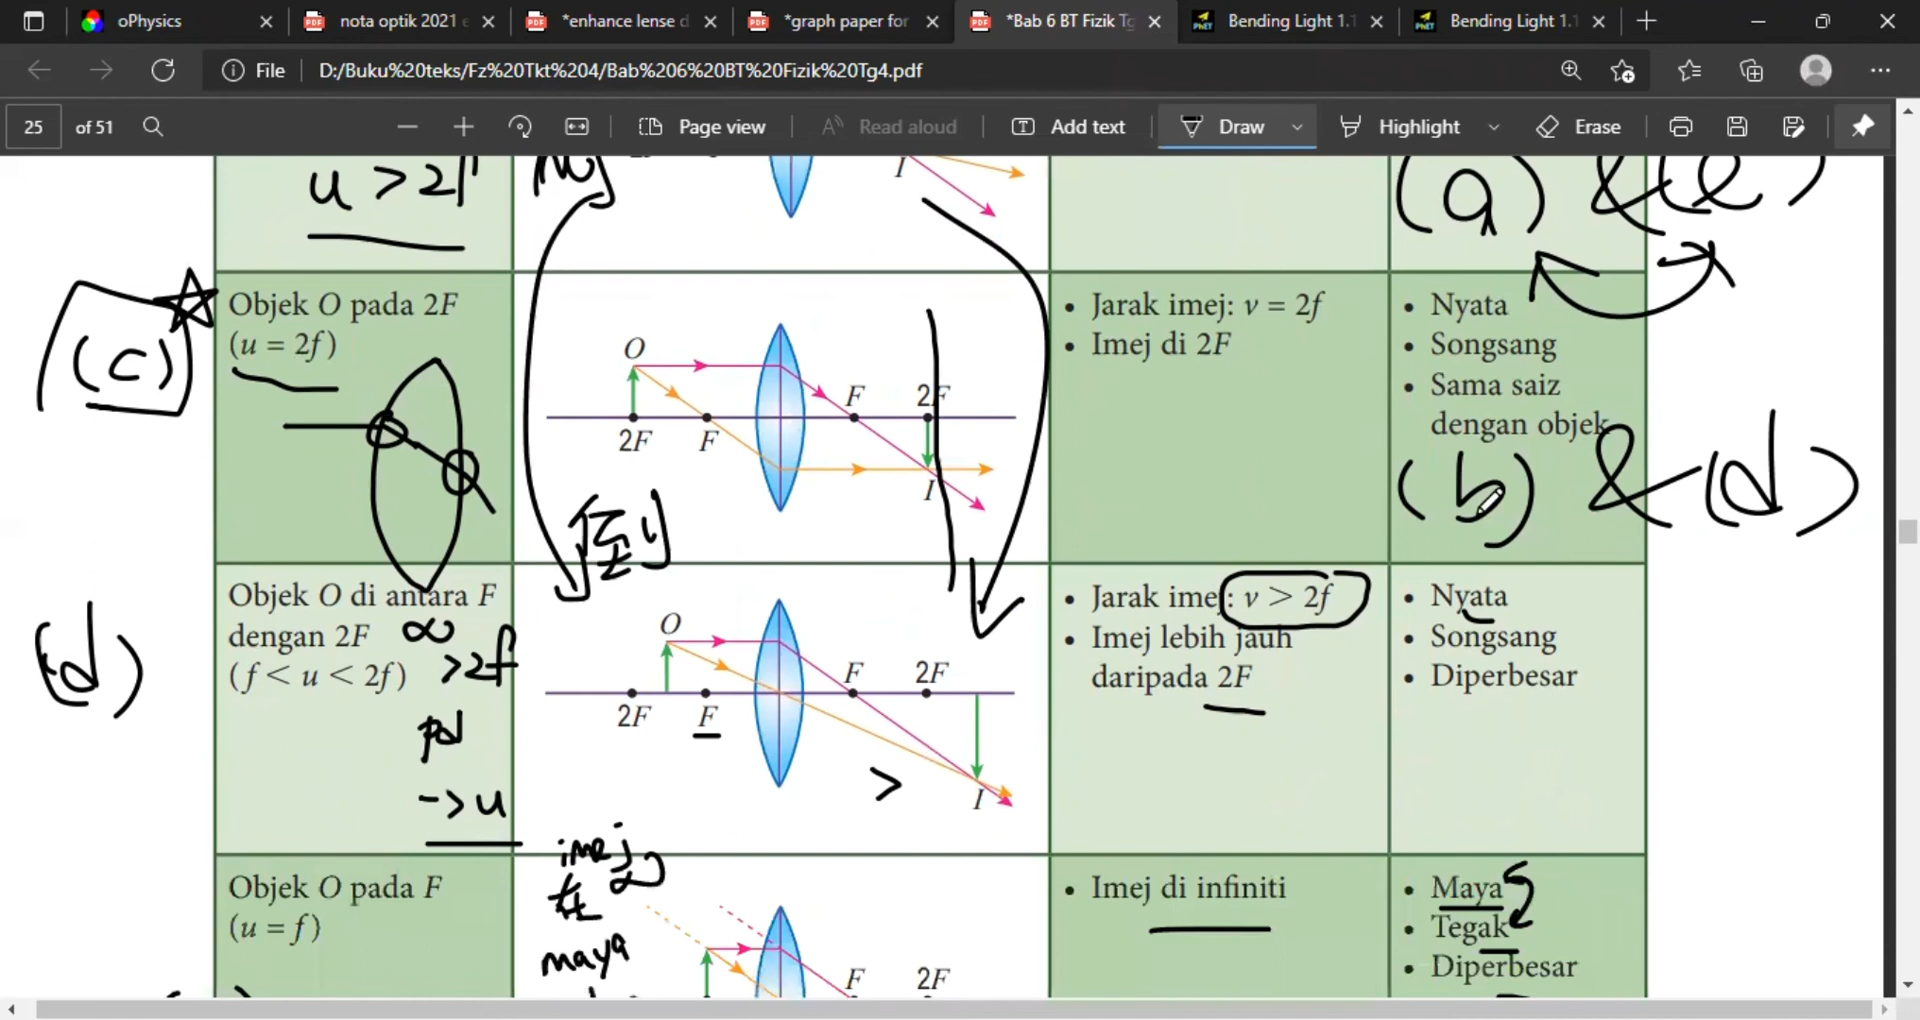 oPhysics
nota optik 2021 e
*enhance lense d
*graph paper for
*Bab 6 BT Fizik Tg
Bending Light 1.1
Bending Light 1.1
File
D:/Buku%20teks/Fz%20Tkt%204/Bab%206%20BT%20Fizik%20Tg4.pdf
25 of 51
Page view
Read aloud
Add text
Draw
Highlight
Erase
u > 2f
I
(a) & (e)
(c)
Objek O pada 2F
(u = 2f)
O
F
2F
2F
F
I
• Jarak imej: v = 2f
• Imej di 2F
• Nyata
• Songsang
• Sama saiz
dengan objek
(b) & (d)
倒
(d)
Objek O di antara F
dengan 2F
(f < u < 2f)
∞
>2f
pd
-> u
O
F
2F
2F
F
>
I
• Jarak imej: v > 2f
• Imej lebih jauh
daripada 2F
• Nyata
• Songsang
• Diperbesar
Objek O pada F
(u = f)
imej
在 ∞
maya
F
2F
• Imej di infiniti
• Maya
• Tegak
• Diperbesar